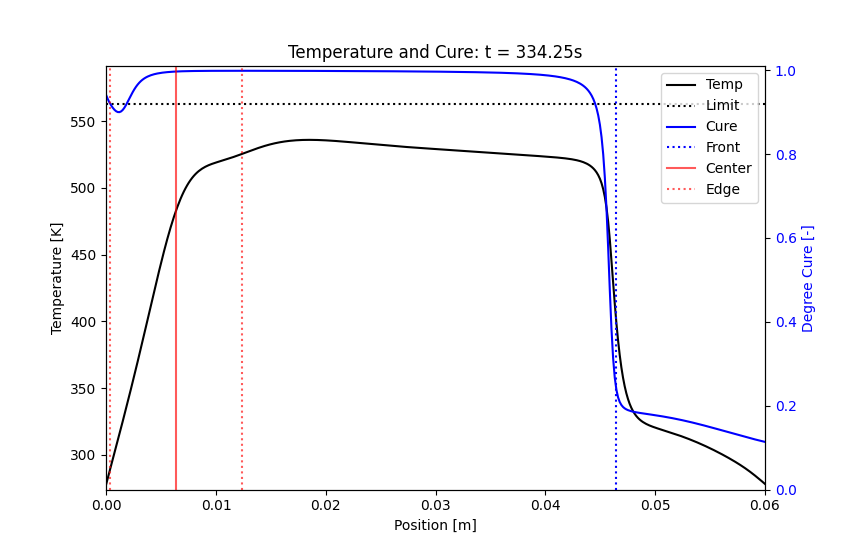 Temperature and Cure: t = 334.25s
Temperature [K]
550
500
450
400
350
300
0.00
0.01
0.02
0.03
0.04
0.05
0.06
Position [m]
1.0
0.8
0.6
0.4
0.2
0.0
Degree Cure [-]
Temp
Limit
Cure
Front
Center
Edge